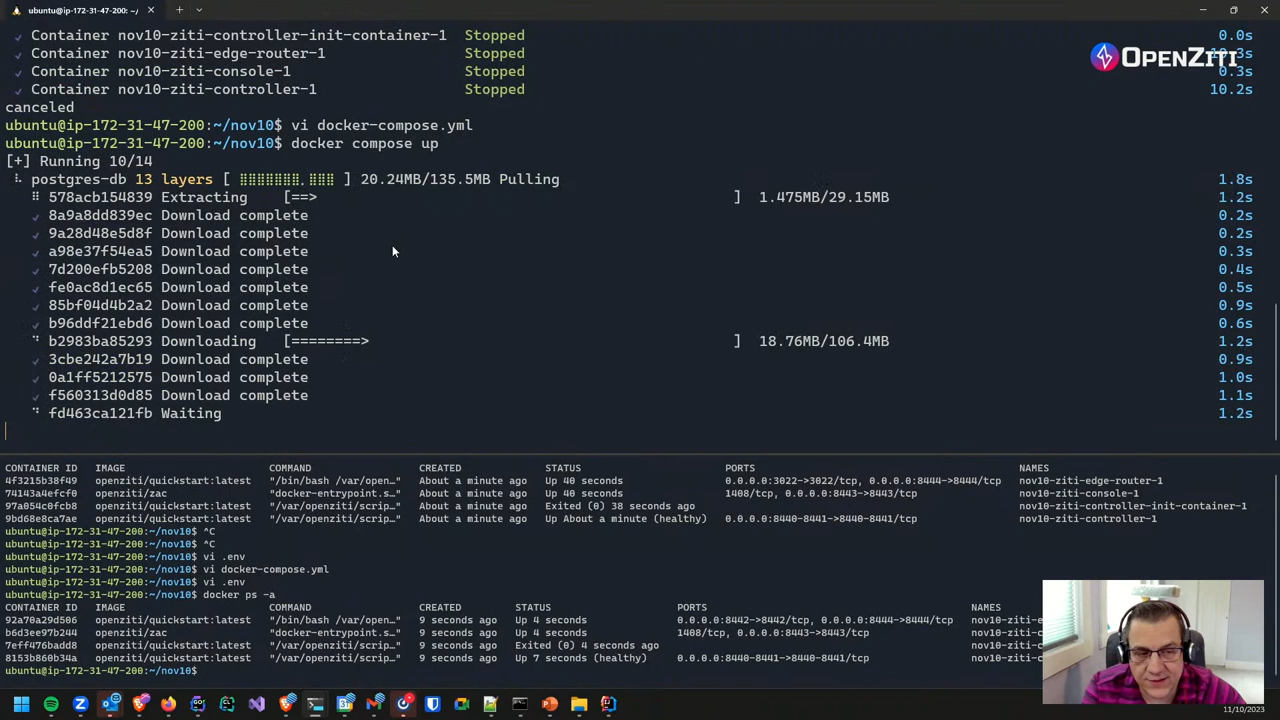 ubuntu@ip-172-31-47-200: ~/
OPENZITI
Container nov10-ziti-controller-init-container-1 Stopped 0.0s
Container nov10-ziti-edge-router-1 Stopped
Container nov10-ziti-console-1 Stopped 0.3s
Container nov10-ziti-controller-1 Stopped 10.2s
canceled
ubuntu@ip-172-31-47-200:~/nov10$ vi docker-compose.yml
ubuntu@ip-172-31-47-200:~/nov10$ docker compose up
[+] Running 10/14
postgres-db 13 layers [ ⣿⣿⣿⣿⣿⣿⣿⣀⣿⣿⣿ ] 20.24MB/135.5MB Pulling 1.8s
578acb154839 Extracting [==> ] 1.475MB/29.15MB 1.2s
8a9a8dd839ec Download complete 0.2s
9a28d48e5d8f Download complete 0.2s
a98e37f54ea5 Download complete 0.3s
7d200efb5208 Download complete 0.4s
fe0ac8d1ec65 Download complete 0.5s
85bf04d4b2a2 Download complete 0.9s
b96ddf21ebd6 Download complete 0.6s
b2983ba85293 Downloading [========> ] 18.76MB/106.4MB 1.2s
3cbe242a7b19 Download complete 0.9s
0a1ff5212575 Download complete 1.0s
f560313d0d85 Download complete 1.1s
fd463ca121fb Waiting 1.2s
CONTAINER ID IMAGE COMMAND CREATED STATUS PORTS NAMES
4f3215b38f49 openziti/quickstart:latest "/bin/bash /var/open…" About a minute ago Up 40 seconds 0.0.0.0:3022->3022/tcp, 0.0.0.0:8444->8444/tcp nov10-ziti-edge-router-1
74143a4efcf0 openziti/zac "docker-entrypoint.s…" About a minute ago Up 40 seconds 1408/tcp, 0.0.0.0:8443->8443/tcp nov10-ziti-console-1
97a054c0fcb8 openziti/quickstart:latest "/var/openziti/scrip…" About a minute ago Exited (0) 38 seconds ago nov10-ziti-controller-init-container-1
9bd68e8ca7ae openziti/quickstart:latest "/var/openziti/scrip…" About a minute ago Up About a minute (healthy) 0.0.0.0:8440-8441->8440-8441/tcp nov10-ziti-controller-1
ubuntu@ip-172-31-47-200:~/nov10$ ^C
ubuntu@ip-172-31-47-200:~/nov10$ ^C
ubuntu@ip-172-31-47-200:~/nov10$ vi .env
ubuntu@ip-172-31-47-200:~/nov10$ vi docker-compose.yml
ubuntu@ip-172-31-47-200:~/nov10$ vi .env
ubuntu@ip-172-31-47-200:~/nov10$ docker ps -a
CONTAINER ID IMAGE COMMAND CREATED STATUS PORTS NAMES
92a70a29d506 openziti/quickstart:latest "/bin/bash /var/open…" 9 seconds ago Up 4 seconds 0.0.0.0:8442->8442/tcp, 0.0.0.0:8444->8444/tcp nov10-ziti-e
b6d3ee97b244 openziti/zac "docker-entrypoint.s…" 9 seconds ago Up 4 seconds 1408/tcp, 0.0.0.0:8443->8443/tcp nov10-ziti-c
7eff476badd8 openziti/quickstart:latest "/var/openziti/scrip…" 9 seconds ago Exited (0) 4 seconds ago nov10-ziti-c
8153b860b34a openziti/quickstart:latest "/var/openziti/scrip…" 9 seconds ago Up 7 seconds (healthy) 0.0.0.0:8440-8441->8440-8441/tcp nov10-ziti-c
ubuntu@ip-172-31-47-200:~/nov10$
11/10/2023